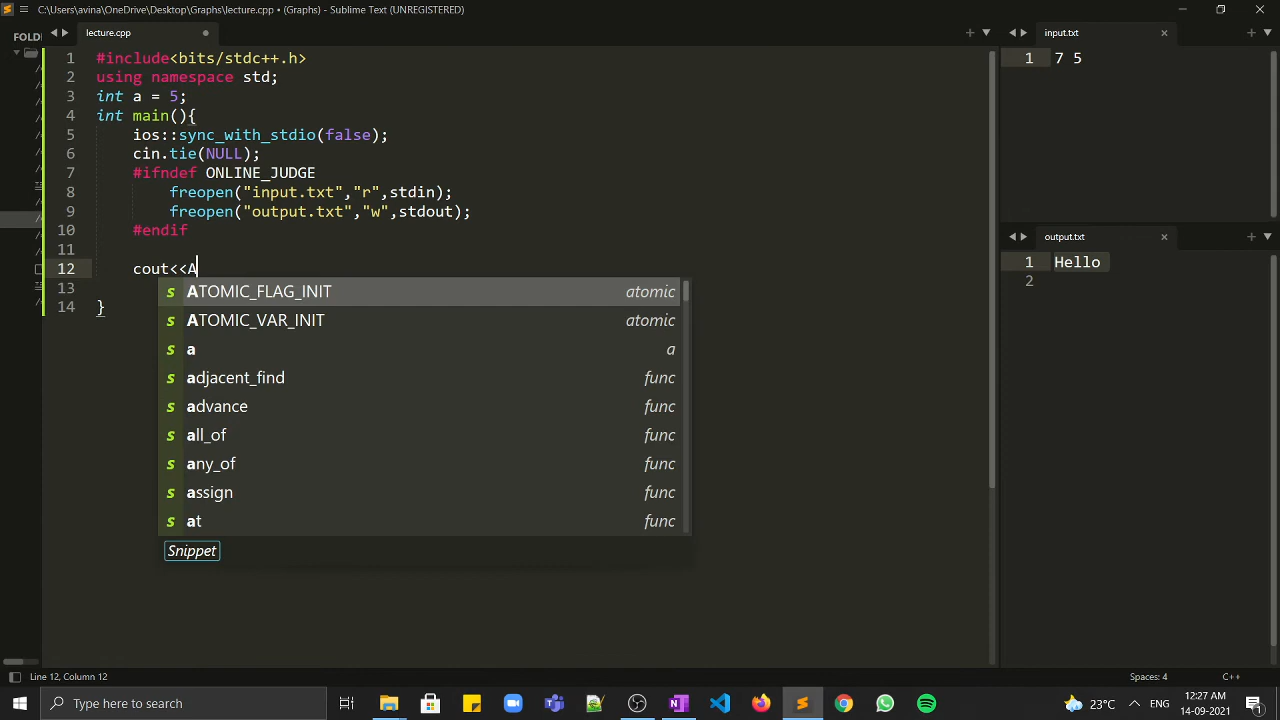 C:\Users\avina\OneDrive\Desktop\Graphs\lecture.cpp • (Graphs) - Sublime Text (UNREGISTERED)
FOLD
lecture.cpp
1 #include<bits/stdc++.h>
2 using namespace std;
3 int a = 5;
4 int main(){
5 ios::sync_with_stdio(false);
6 cin.tie(NULL);
7 #ifndef ONLINE_JUDGE
8 freopen("input.txt","r",stdin);
9 freopen("output.txt","w",stdout);
10 #endif
11
12 cout<<A
13
14 }
s ATOMIC_FLAG_INIT atomic
s ATOMIC_VAR_INIT atomic
s a a
s adjacent_find func
s advance func
s all_of func
s any_of func
s assign func
s at func
Snippet
input.txt
1 7 5
output.txt
1 Hello
2
Line 12, Column 12
Spaces: 4
C++
Type here to search
23°C
ENG
12:27 AM
14-09-2021